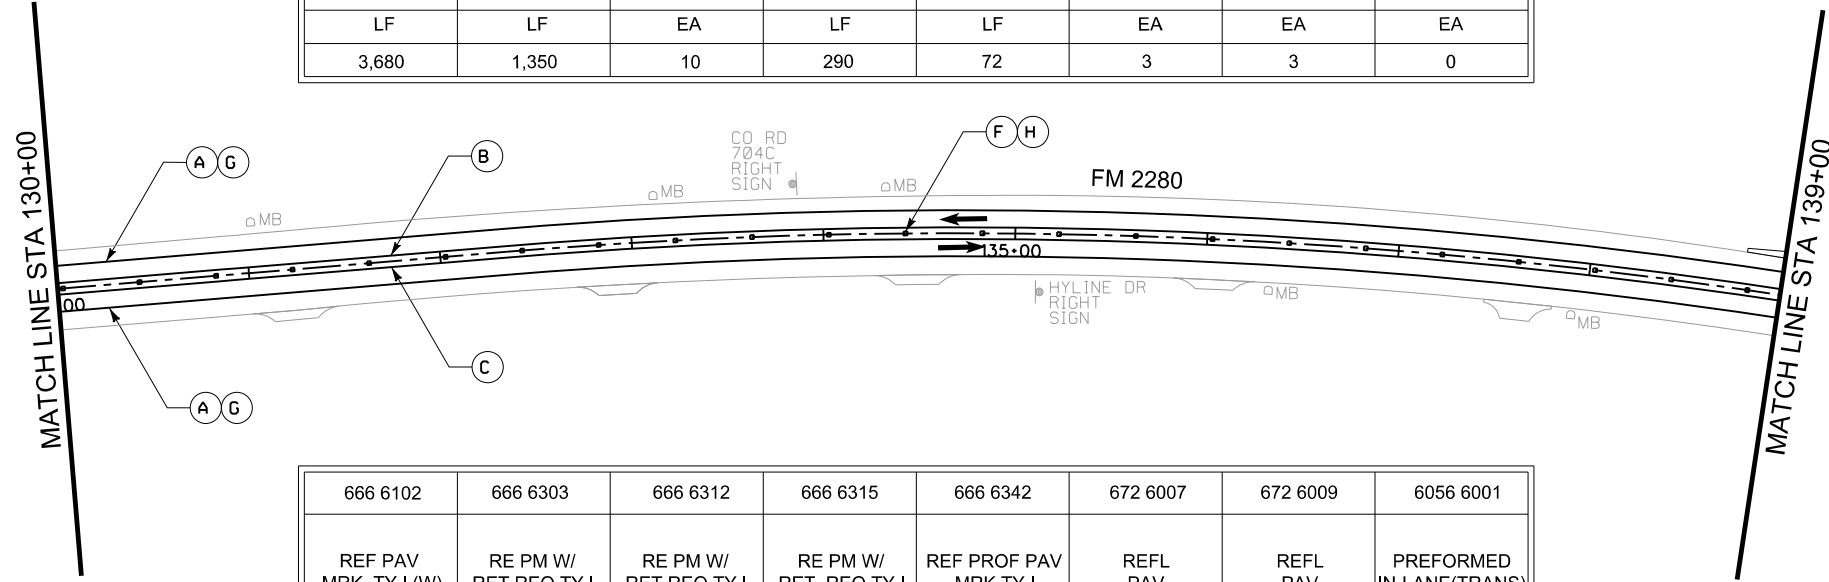 LF LF EA LF LF EA EA EA
3,680 1,350 10 290 72 3 3 0
MATCH LINE STA 130+00
MATCH LINE STA 139+00
A G
B
CO RD
704C
RIGHT
SIGN
F H
MB
MB
MB
FM 2280
135+00
00
HYLINE DR
RIGHT
SIGN
MB
MB
C
A G
666 6102 666 6303 666 6312 666 6315 666 6342 672 6007 672 6009 6056 6001
REF PAV RE PM W/ RE PM W/ RE PM W/ REF PROF PAV REFL REFL PREFORMED